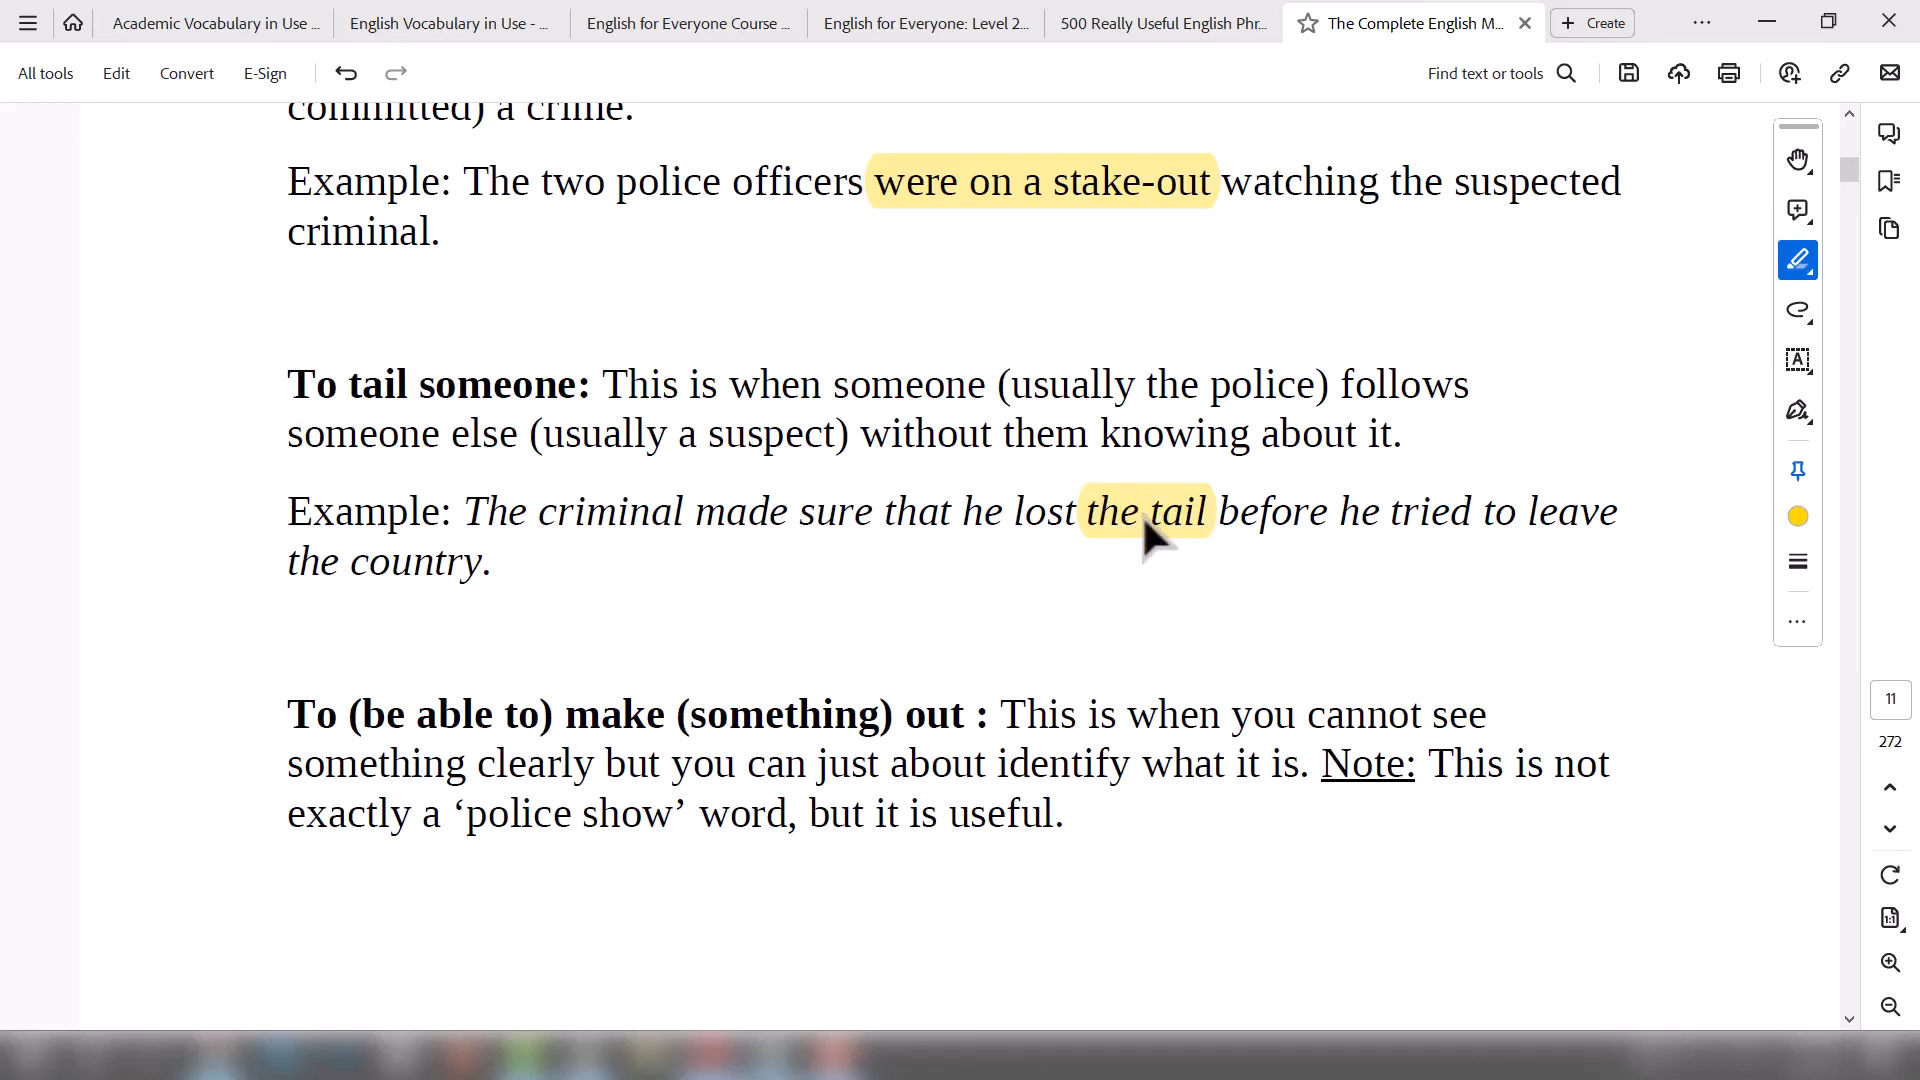 Academic Vocabulary in Use ...
English Vocabulary in Use - ...
English for Everyone Course ...
English for Everyone: Level 2...
500 Really Useful English Phr...
The Complete English M...
Create
All tools
Edit
Convert
E-Sign
Find text or tools
committed) a crime.
Example: The two police officers were on a stake-out watching the suspected
criminal.
To tail someone: This is when someone (usually the police) follows
someone else (usually a suspect) without them knowing about it.
Example: The criminal made sure that he lost the tail before he tried to leave
the country.
To (be able to) make (something) out : This is when you cannot see
something clearly but you can just about identify what it is. Note: This is not
exactly a ‘police show’ word, but it is useful.
11
272